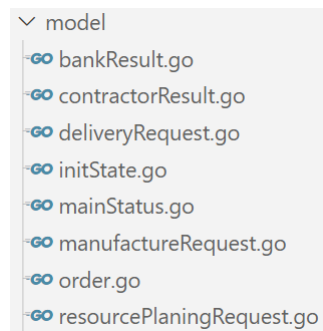 model
GO bankResult.go
GO contractorResult.go
GO deliveryRequest.go
GO initState.go
GO mainStatus.go
GO manufactureRequest.go
GO order.go
GO resourcePlaningRequest.go